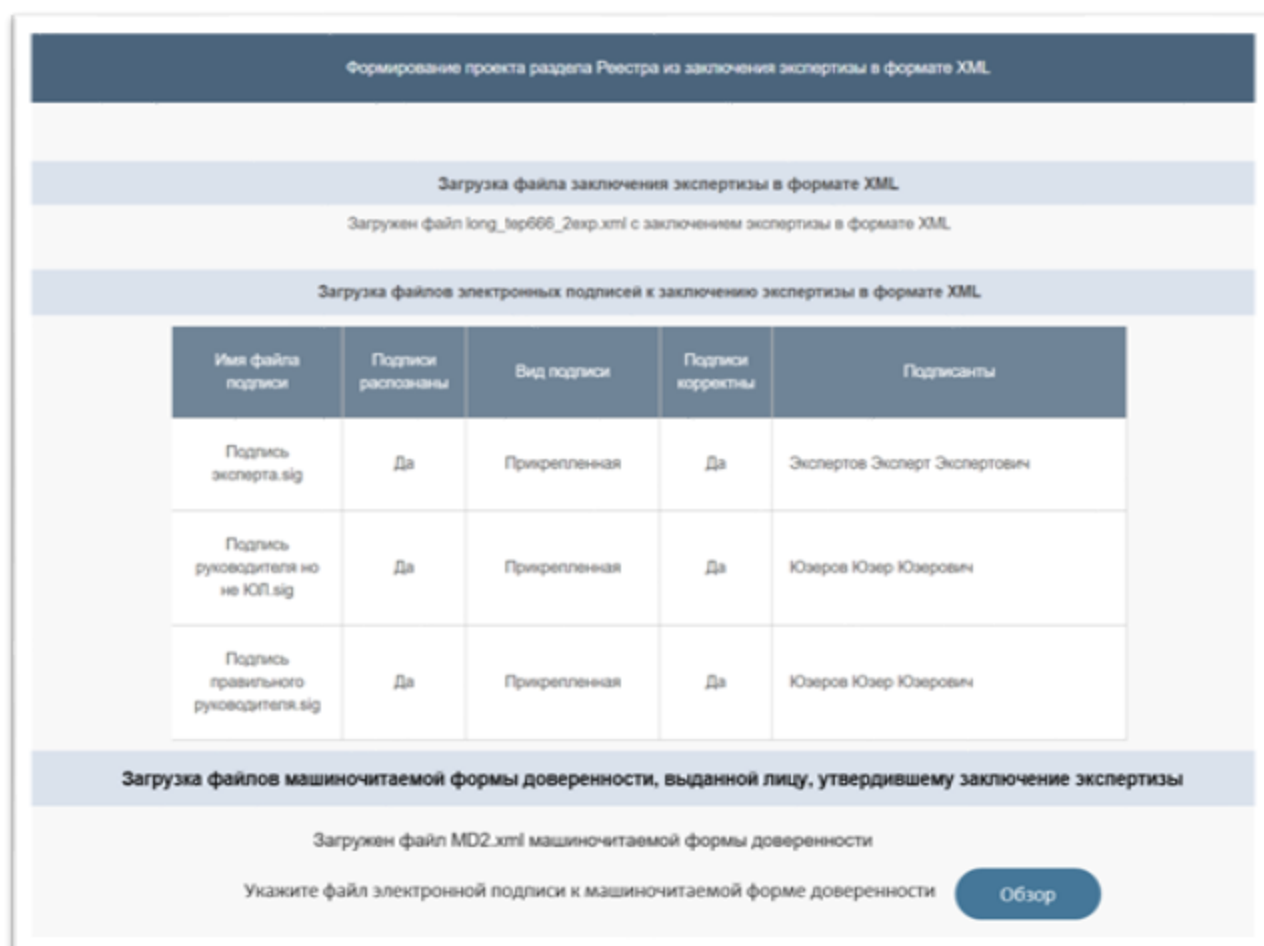 Формирование проекта раздела Реестра из заключения экспертизы в формате XML
Загрузка файла заключения экспертизы в формате XML
Загружен файл long_tep666_2exp.xml с заключением экспертизы в формате XML
Загрузка файлов электронных подписей к заключению экспертизы в формате XML
Имя файла
подписи
Подписи
распознаны
Вид подписи
Подписи
корректны
Подписанты
Подпись
эксперта.sig
Да
Прикрепленная
Да
Экспертов Эксперт Экспертович
Подпись
руководителя но
не ЮЛ.sig
Да
Прикрепленная
Да
Юзеров Юзер Юзерович
Подпись
правильного
руководителя.sig
Да
Прикрепленная
Да
Юзеров Юзер Юзерович
Загрузка файлов машиночитаемой формы доверенности, выданной лицу, утвердившему заключение экспертизы
Загружен файл MD2.xml машиночитаемой формы доверенности
Укажите файл электронной подписи к машиночитаемой форме доверенности
Обзор